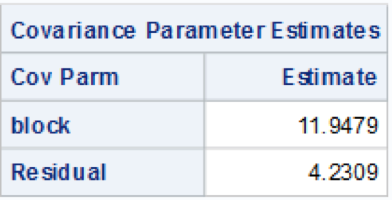 Covariance Parameter Estimates
Cov Parm Estimate
block 11.9479
Residual 4.2309